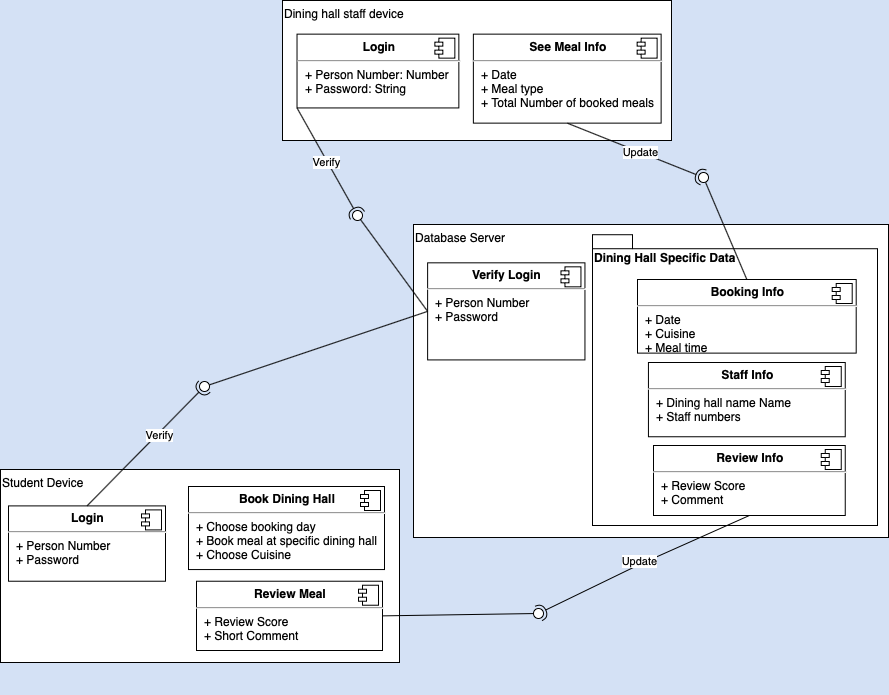 Dining hall staff device
Login
+ Person Number: Number
+ Password: String
See Meal Info
+ Date
+ Meal type
+ Total Number of booked meals
Verify
Update
Database Server
Verify Login
+ Person Number
+ Password
Dining Hall Specific Data
Booking Info
+ Date
+ Cuisine
+ Meal time
Staff Info
+ Dining hall name Name
+ Staff numbers
Review Info
+ Review Score
+ Comment
Verify
Student Device
Login
+ Person Number
+ Password
Book Dining Hall
+ Choose booking day
+ Book meal at specific dining hall
+ Choose Cuisine
Review Meal
+ Review Score
+ Short Comment
Update